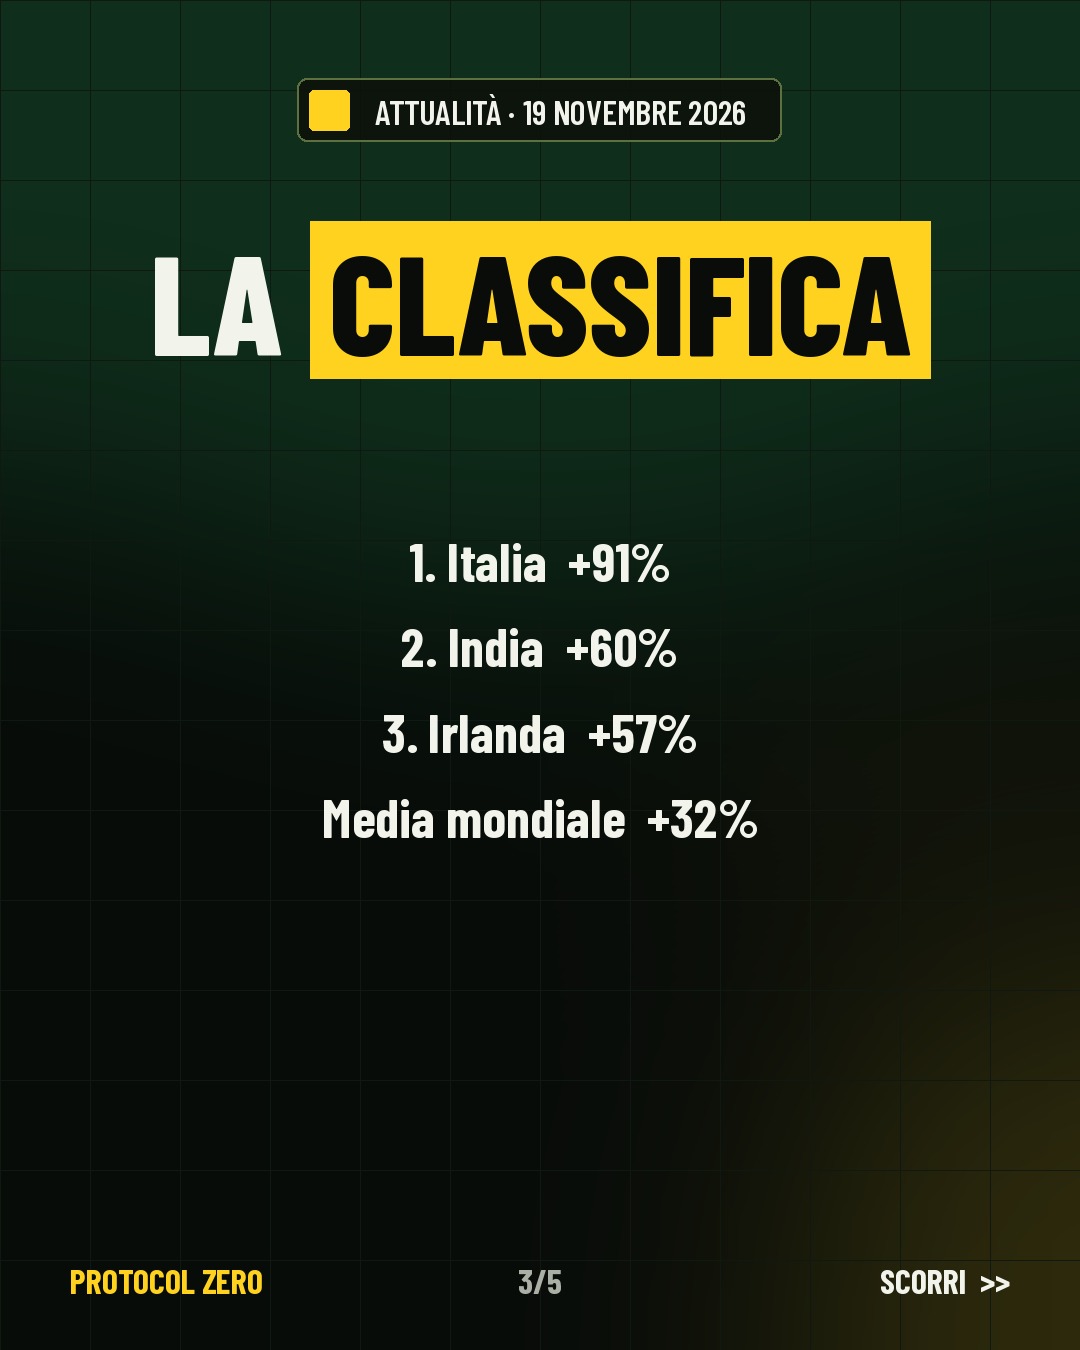 ATTUALITÀ · 19 NOVEMBRE 2026
LA CLASSIFICA
1. Italia +91%
2. India +60%
3. Irlanda +57%
Media mondiale +32%
PROTOCOL ZERO
3/5
SCORRI >>